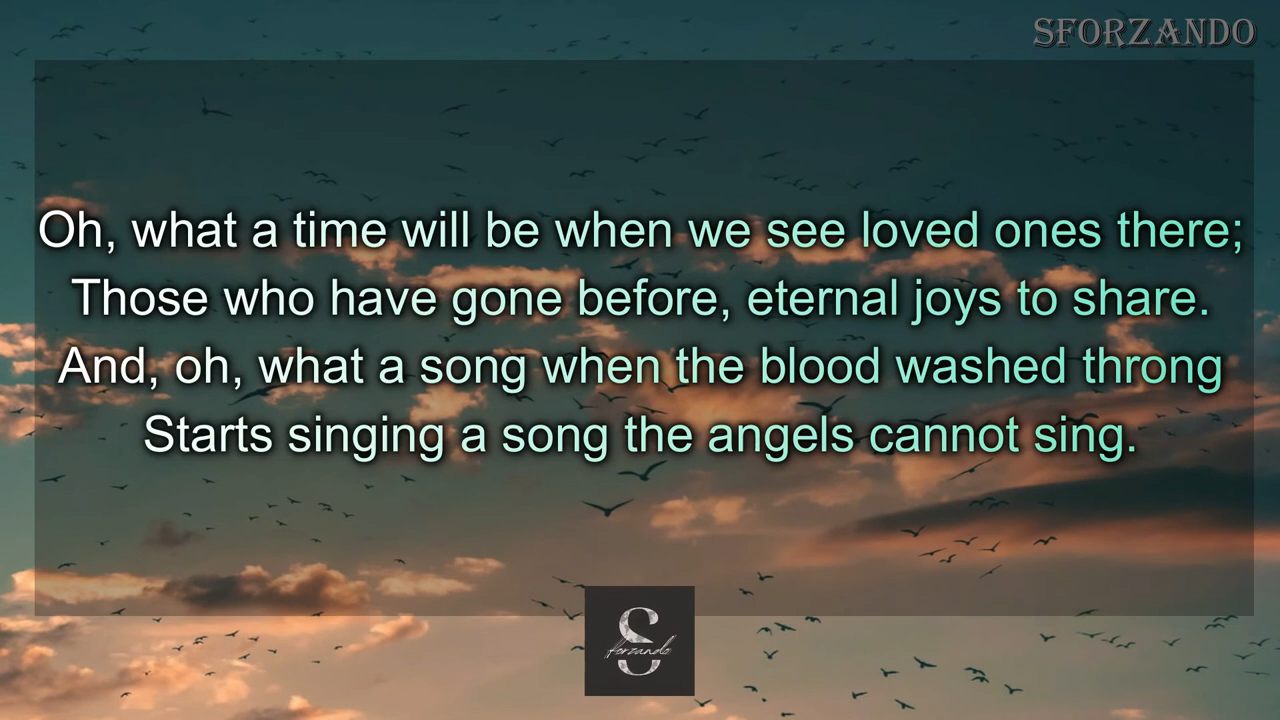 SFORZANDO
Oh, what a time will be when we see loved ones there;
Those who have gone before, eternal joys to share.
And, oh, what a song when the blood washed throng
Starts singing a song the angels cannot sing.
S
forzando